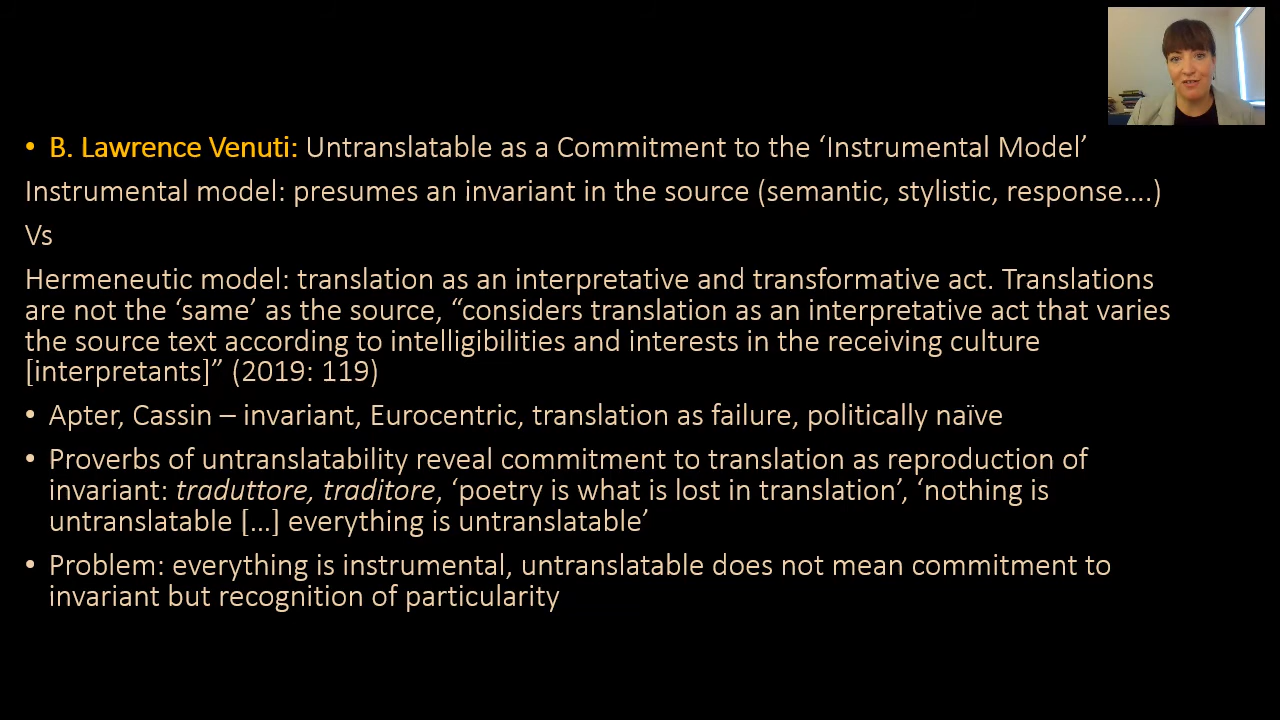 • B. Lawrence Venuti: Untranslatable as a Commitment to the ‘Instrumental Model’
Instrumental model: presumes an invariant in the source (semantic, stylistic, response….)
Vs
Hermeneutic model: translation as an interpretative and transformative act. Translations
are not the ‘same’ as the source, “considers translation as an interpretative act that varies
the source text according to intelligibilities and interests in the receiving culture
[interpretants]” (2019: 119)
• Apter, Cassin – invariant, Eurocentric, translation as failure, politically naïve
• Proverbs of untranslatability reveal commitment to translation as reproduction of
invariant: traduttore, traditore, ‘poetry is what is lost in translation’, ‘nothing is
untranslatable […] everything is untranslatable’
• Problem: everything is instrumental, untranslatable does not mean commitment to
invariant but recognition of particularity